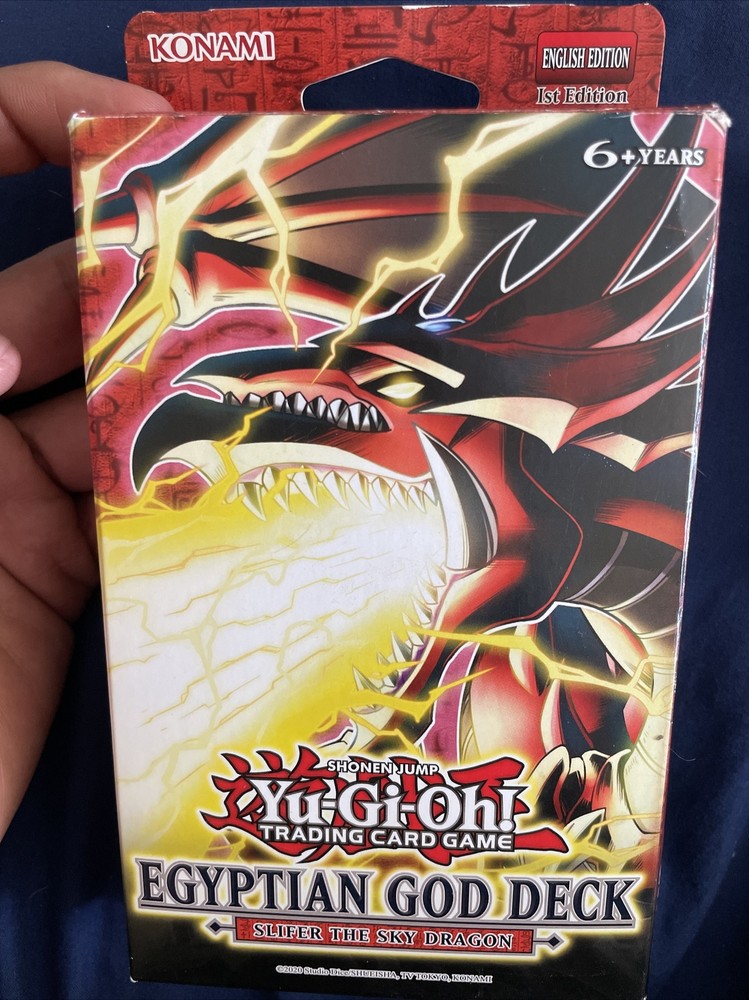 KONAMI
ENGLISH EDITION
1st Edition
6+YEARS
SHONEN JUMP
Yu-Gi-Oh!
TRADING CARD GAME
EGYPTIAN GOD DECK
SLIFER THE SKY DRAGON
©2020 Studio Dice/SHUEISHA, TV TOKYO, KONAMI